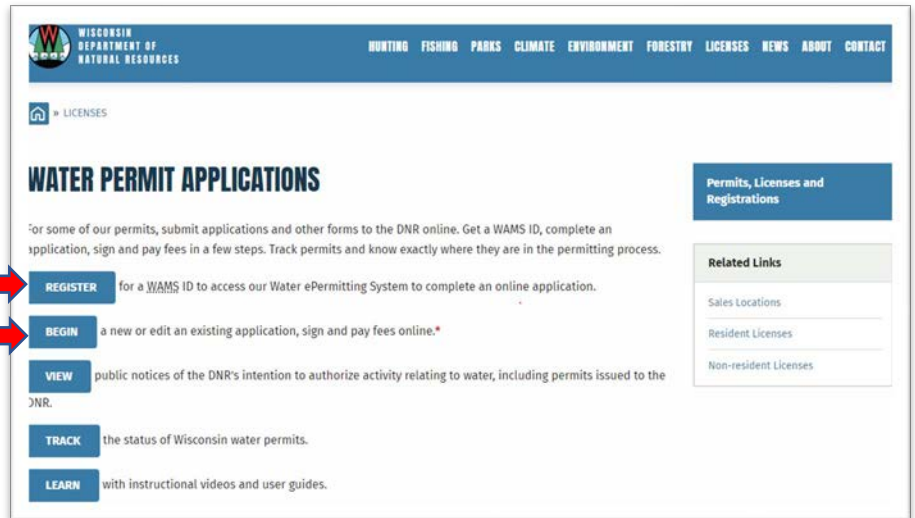 WISCONSIN
DEPARTMENT OF
NATURAL RESOURCES
HUNTING FISHING PARKS CLIMATE ENVIRONMENT FORESTRY LICENSES NEWS ABOUT CONTACT
» LICENSES
WATER PERMIT APPLICATIONS
For some of our permits, submit applications and other forms to the DNR online. Get a WAMS ID, complete an
application, sign and pay fees in a few steps. Track permits and know exactly where they are in the permitting process.
REGISTER for a WAMS ID to access our Water ePermitting System to complete an online application.
BEGIN a new or edit an existing application, sign and pay fees online.*
VIEW public notices of the DNR's intention to authorize activity relating to water, including permits issued to the
DNR.
TRACK the status of Wisconsin water permits.
LEARN with instructional videos and user guides.
Permits, Licenses and
Registrations
Related Links
Sales Locations
Resident Licenses
Non-resident Licenses